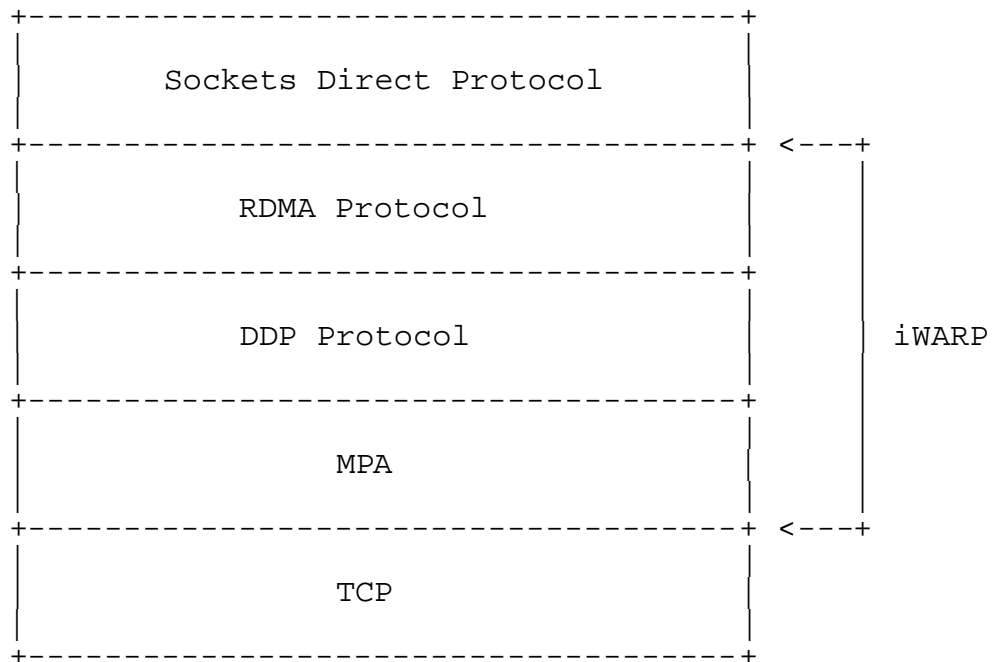 Sockets Direct Protocol
RDMA Protocol
DDP Protocol
iWARP
MPA
TCP